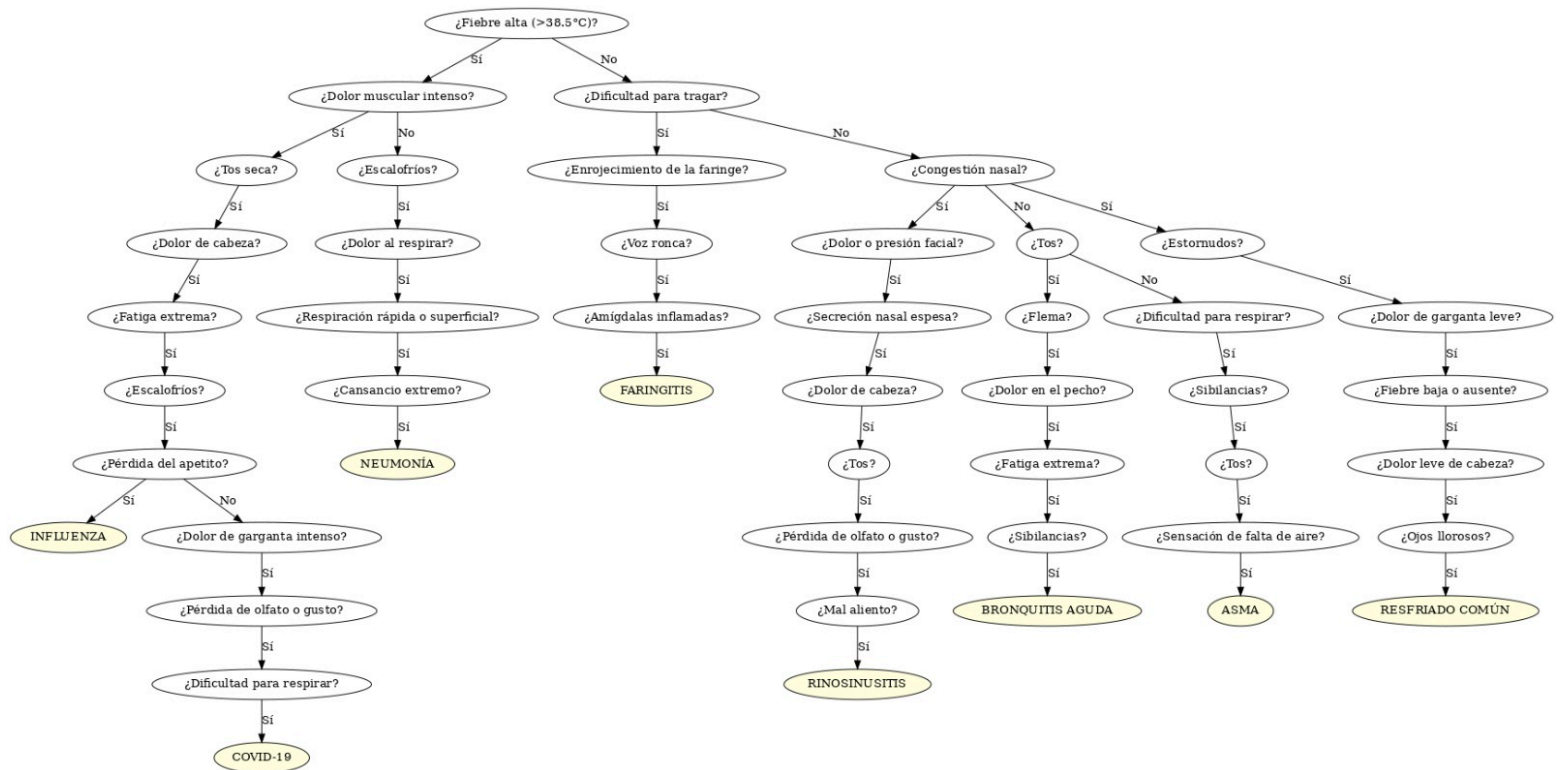 ¿Fiebre alta (>38.5°C)?
Sí
No
¿Dolor muscular intenso?
¿Dificultad para tragar?
Sí
No
Sí
No
¿Tos seca?
¿Escalofríos?
¿Enrojecimiento de la faringe?
¿Congestión nasal?
Sí
Sí
Sí
Sí
No
Sí
¿Dolor de cabeza?
¿Dolor al respirar?
¿Voz ronca?
¿Dolor o presión facial?
¿Tos?
¿Estornudos?
Sí
Sí
Sí
Sí
Sí
No
Sí
¿Fatiga extrema?
¿Respiración rápida o superficial?
¿Amígdalas inflamadas?
¿Secreción nasal espesa?
¿Flema?
¿Dificultad para respirar?
¿Dolor de garganta leve?
Sí
Sí
Sí
Sí
Sí
Sí
Sí
¿Escalofríos?
¿Cansancio extremo?
FARINGITIS
¿Dolor de cabeza?
¿Dolor en el pecho?
¿Sibilancias?
¿Fiebre baja o ausente?
Sí
Sí
Sí
Sí
Sí
Sí
¿Pérdida del apetito?
NEUMONÍA
¿Tos?
¿Fatiga extrema?
¿Tos?
¿Dolor leve de cabeza?
Sí
No
Sí
Sí
Sí
Sí
INFLUENZA
¿Dolor de garganta intenso?
¿Pérdida de olfato o gusto?
¿Sibilancias?
¿Sensación de falta de aire?
¿Ojos llorosos?
Sí
Sí
Sí
Sí
Sí
¿Pérdida de olfato o gusto?
¿Mal aliento?
BRONQUITIS AGUDA
ASMA
RESFRIADO COMÚN
Sí
Sí
¿Dificultad para respirar?
RINOSINUSITIS
Sí
COVID-19